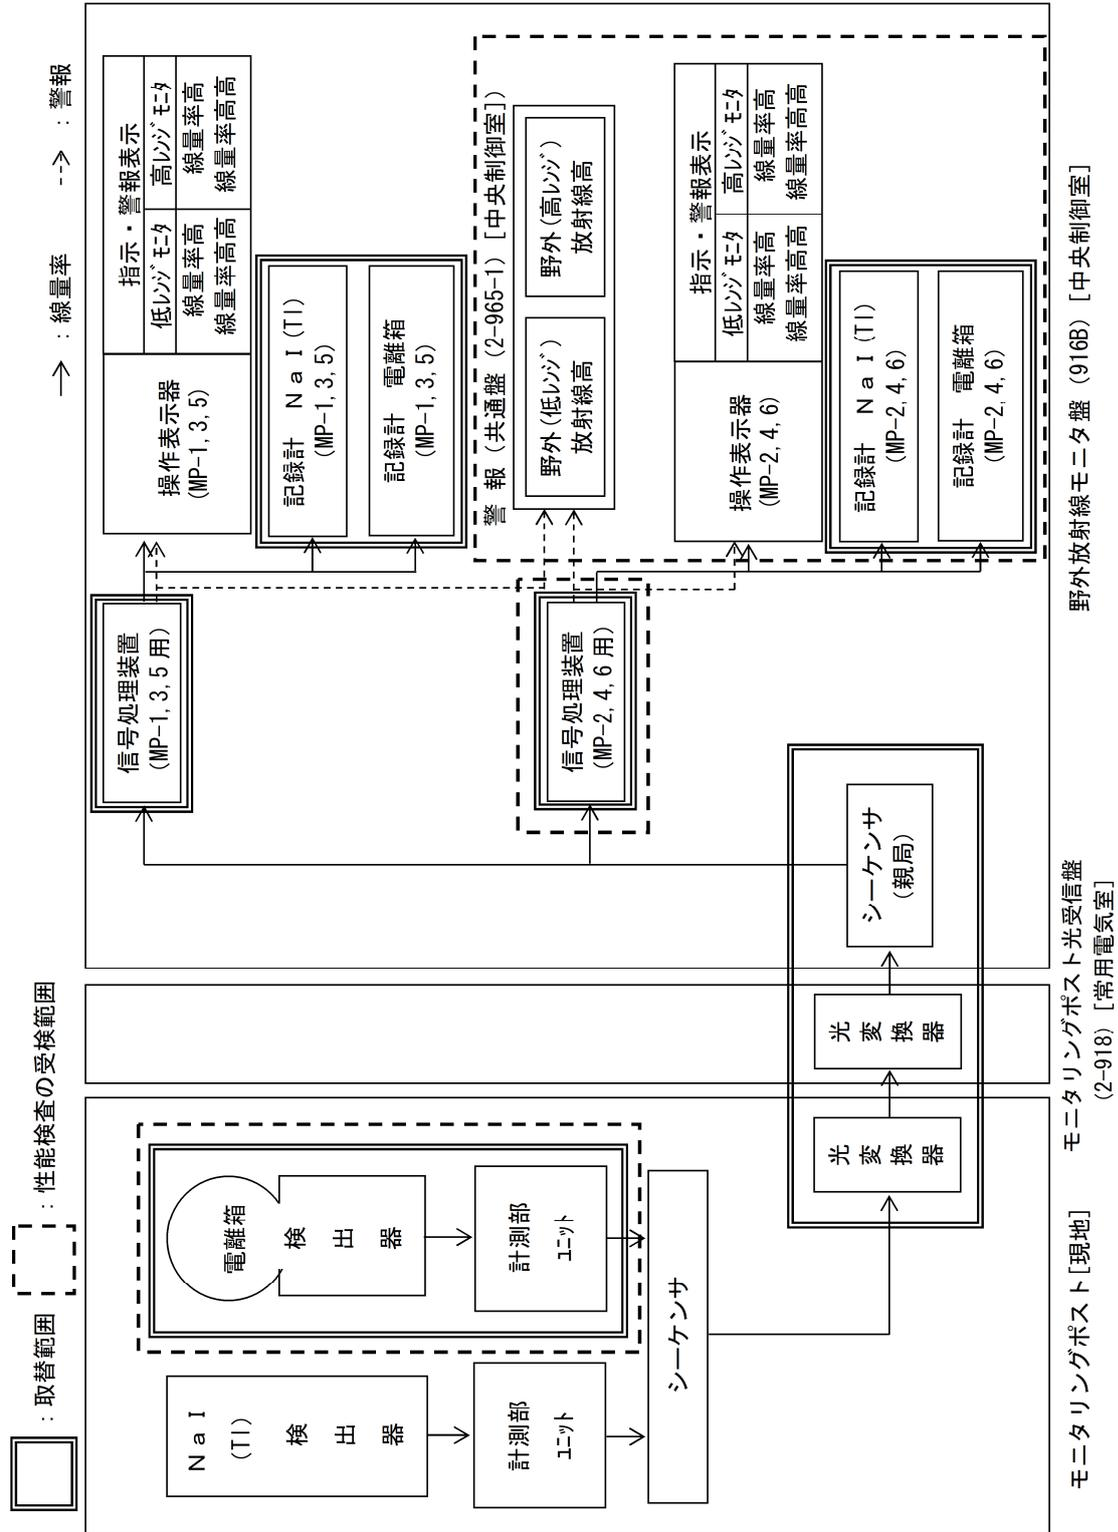 ：取替範囲
：性能検査の受検範囲
：線量率
：警報
ＮａＩ
(Tl)
検
出
器
計測部
ﾕﾆｯﾄ
電離箱
検
出
器
計測部
ﾕﾆｯﾄ
シーケンサ
モニタリングポスト[現地]
光
変
換
器
光
変
換
器
モニタリングポスト光受信盤
(2-918) [常用電気室]
シーケンサ
(親局)
信号処理装置
(MP-1,3,5用)
信号処理装置
(MP-2,4,6用)
操作表示器
(MP-1,3,5)
指示・警報表示
低ﾚﾝｼﾞﾓﾆﾀ
高ﾚﾝｼﾞﾓﾆﾀ
線量率高
線量率高高
線量率高
線量率高高
記録計　ＮａＩ(Tl)
(MP-1,3,5)
記録計　電離箱
(MP-1,3,5)
警報(共通盤(2-965-1)[中央制御室])
野外(低ﾚﾝｼﾞ)
放射線高
野外(高ﾚﾝｼﾞ)
放射線高
操作表示器
(MP-2,4,6)
指示・警報表示
低ﾚﾝｼﾞﾓﾆﾀ
高ﾚﾝｼﾞﾓﾆﾀ
線量率高
線量率高高
線量率高
線量率高高
記録計　ＮａＩ(Tl)
(MP-2,4,6)
記録計　電離箱
(MP-2,4,6)
野外放射線モニタ盤 (916B) [中央制御室]